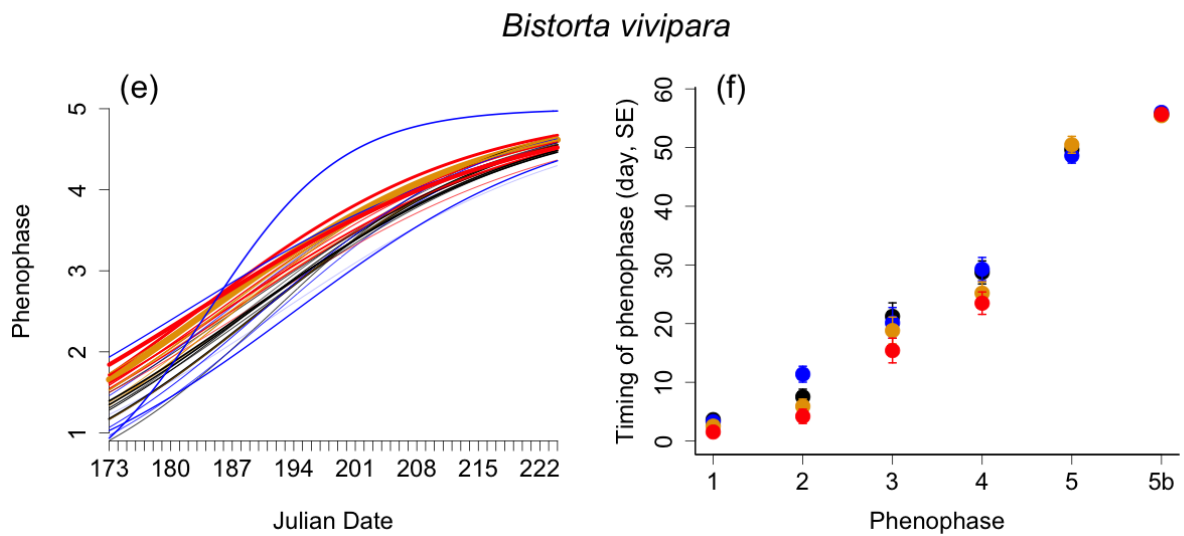 Bistorta vivipara
(e)
Phenophase
5
4
3
2
1
173 180 187 194 201 208 215 222
Julian Date
(f)
Timing of phenophase (day, SE)
60
50
40
30
20
10
0
1 2 3 4 5 5b
Phenophase